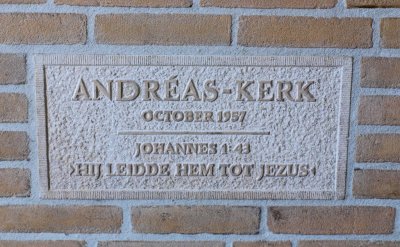 ANDRÉAS-KERK
OCTOBER 1957
JOHANNES 1:43
›HIJ LEIDDE HEM TOT JEZUS‹